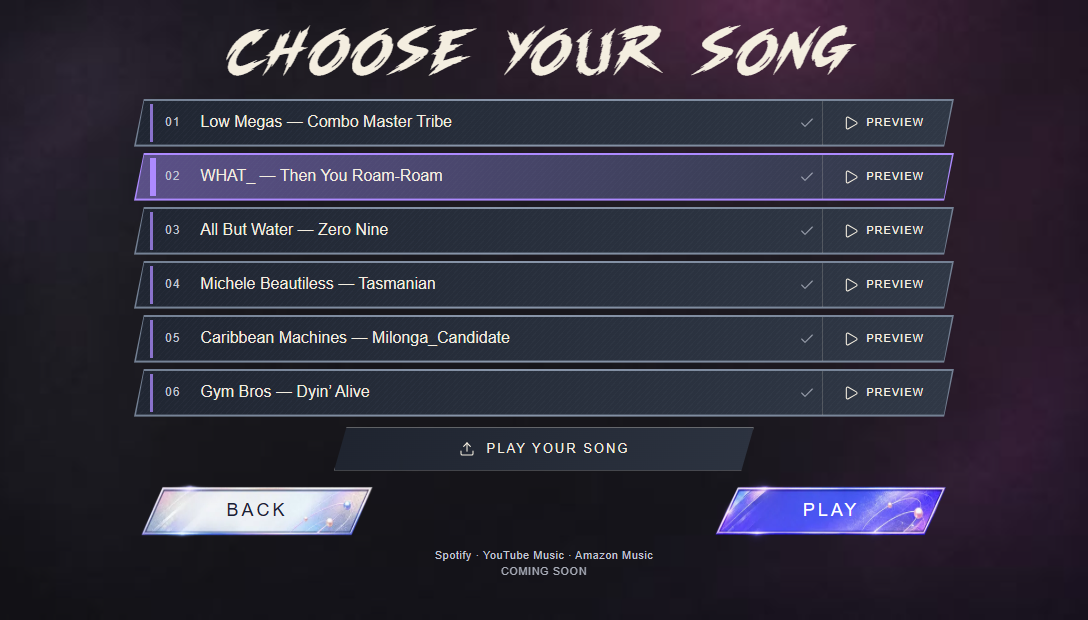 CHOOSE YOUR SONG
01 Low Megas — Combo Master Tribe PREVIEW
02 WHAT_ — Then You Roam-Roam PREVIEW
03 All But Water — Zero Nine PREVIEW
04 Michele Beautiless — Tasmanian PREVIEW
05 Caribbean Machines — Milonga_Candidate PREVIEW
06 Gym Bros — Dyin’ Alive PREVIEW
PLAY YOUR SONG
BACK PLAY
Spotify · YouTube Music · Amazon Music
COMING SOON